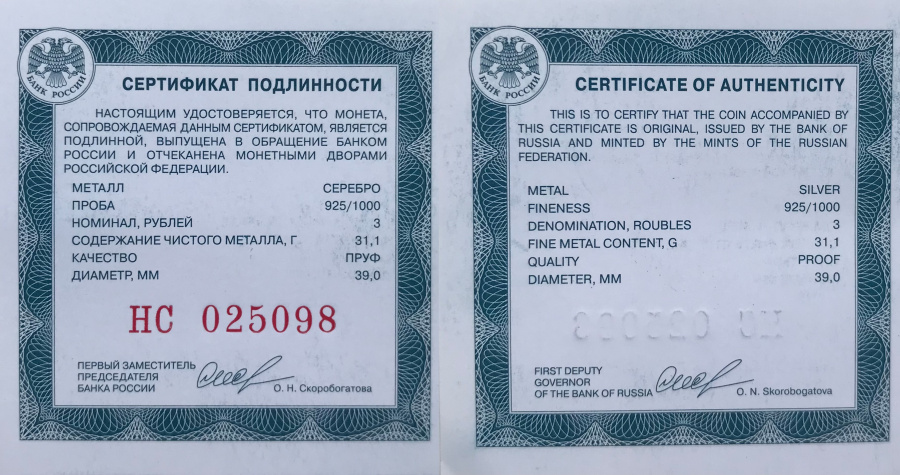 БАНК РОССИИ
СЕРТИФИКАТ ПОДЛИННОСТИ
НАСТОЯЩИМ УДОСТОВЕРЯЕТСЯ, ЧТО МОНЕТА,
СОПРОВОЖДАЕМАЯ ДАННЫМ СЕРТИФИКАТОМ, ЯВЛЯЕТСЯ
ПОДЛИННОЙ, ВЫПУЩЕНА В ОБРАЩЕНИЕ БАНКОМ
РОССИИ И ОТЧЕКАНЕНА МОНЕТНЫМИ ДВОРАМИ
РОССИЙСКОЙ ФЕДЕРАЦИИ.
МЕТАЛЛ СЕРЕБРО
ПРОБА 925/1000
НОМИНАЛ, РУБЛЕЙ 3
СОДЕРЖАНИЕ ЧИСТОГО МЕТАЛЛА, Г 31,1
КАЧЕСТВО ПРУФ
ДИАМЕТР, ММ 39,0
НС 025098
ПЕРВЫЙ ЗАМЕСТИТЕЛЬ
ПРЕДСЕДАТЕЛЯ
БАНКА РОССИИ О. Н. Скоробогатова
БАНК РОССИИ
CERTIFICATE OF AUTHENTICITY
THIS IS TO CERTIFY THAT THE COIN ACCOMPANIED BY
THIS CERTIFICATE IS ORIGINAL, ISSUED BY THE BANK OF
RUSSIA AND MINTED BY THE MINTS OF THE RUSSIAN
FEDERATION.
METAL SILVER
FINENESS 925/1000
DENOMINATION, ROUBLES 3
FINE METAL CONTENT, G 31,1
QUALITY PROOF
DIAMETER, MM 39,0
FIRST DEPUTY
GOVERNOR
OF THE BANK OF RUSSIA O. N. Skorobogatova